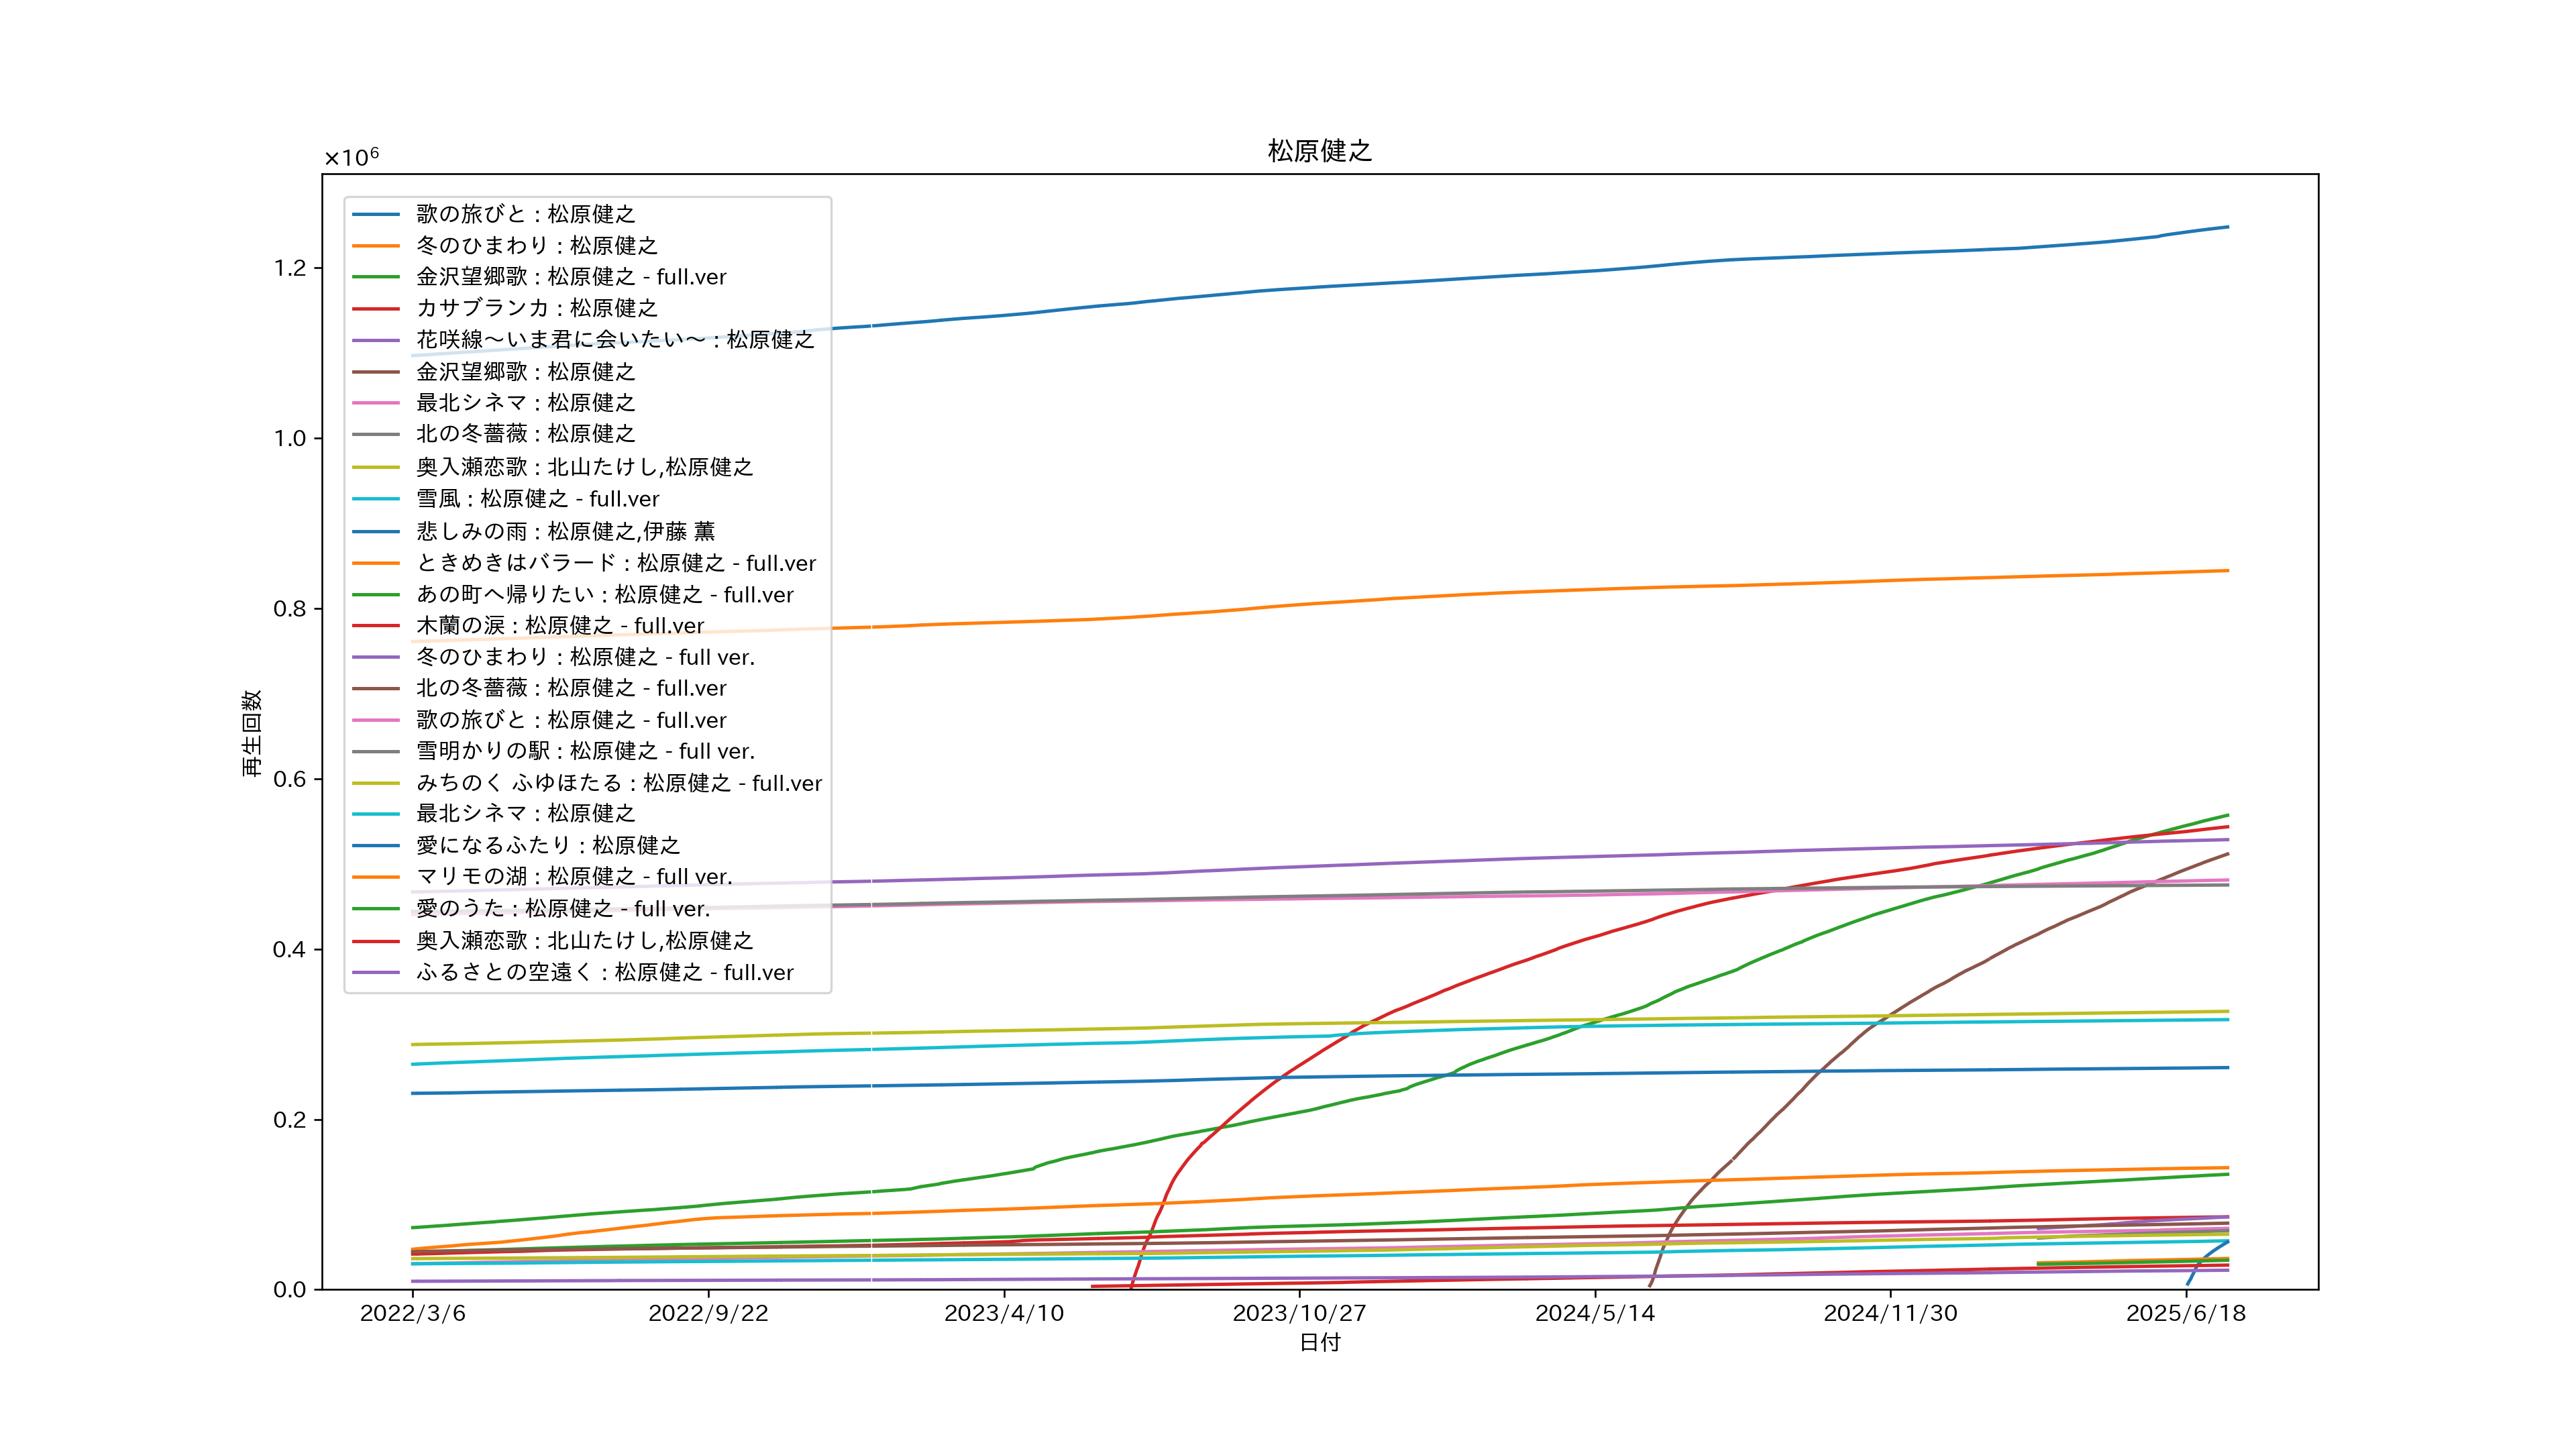 松原健之
×10⁶
1.2
1.0
0.8
0.6
0.4
0.2
0.0
再生回数
歌の旅びと : 松原健之
冬のひまわり : 松原健之
金沢望郷歌 : 松原健之 - full.ver
カサブランカ : 松原健之
花咲線～いま君に会いたい～ : 松原健之
金沢望郷歌 : 松原健之
最北シネマ : 松原健之
北の冬薔薇 : 松原健之
奥入瀬恋歌 : 北山たけし,松原健之
雪風 : 松原健之 - full.ver
悲しみの雨 : 松原健之,伊藤 薫
ときめきはバラード : 松原健之 - full.ver
あの町へ帰りたい : 松原健之 - full.ver
木蘭の涙 : 松原健之 - full.ver
冬のひまわり : 松原健之 - full ver.
北の冬薔薇 : 松原健之 - full.ver
歌の旅びと : 松原健之 - full.ver
雪明かりの駅 : 松原健之 - full ver.
みちのく ふゆほたる : 松原健之 - full.ver
最北シネマ : 松原健之
愛になるふたり : 松原健之
マリモの湖 : 松原健之 - full ver.
愛のうた : 松原健之 - full ver.
奥入瀬恋歌 : 北山たけし,松原健之
ふるさとの空遠く : 松原健之 - full.ver
2022/3/6
2022/9/22
2023/4/10
2023/10/27
2024/5/14
2024/11/30
2025/6/18
日付